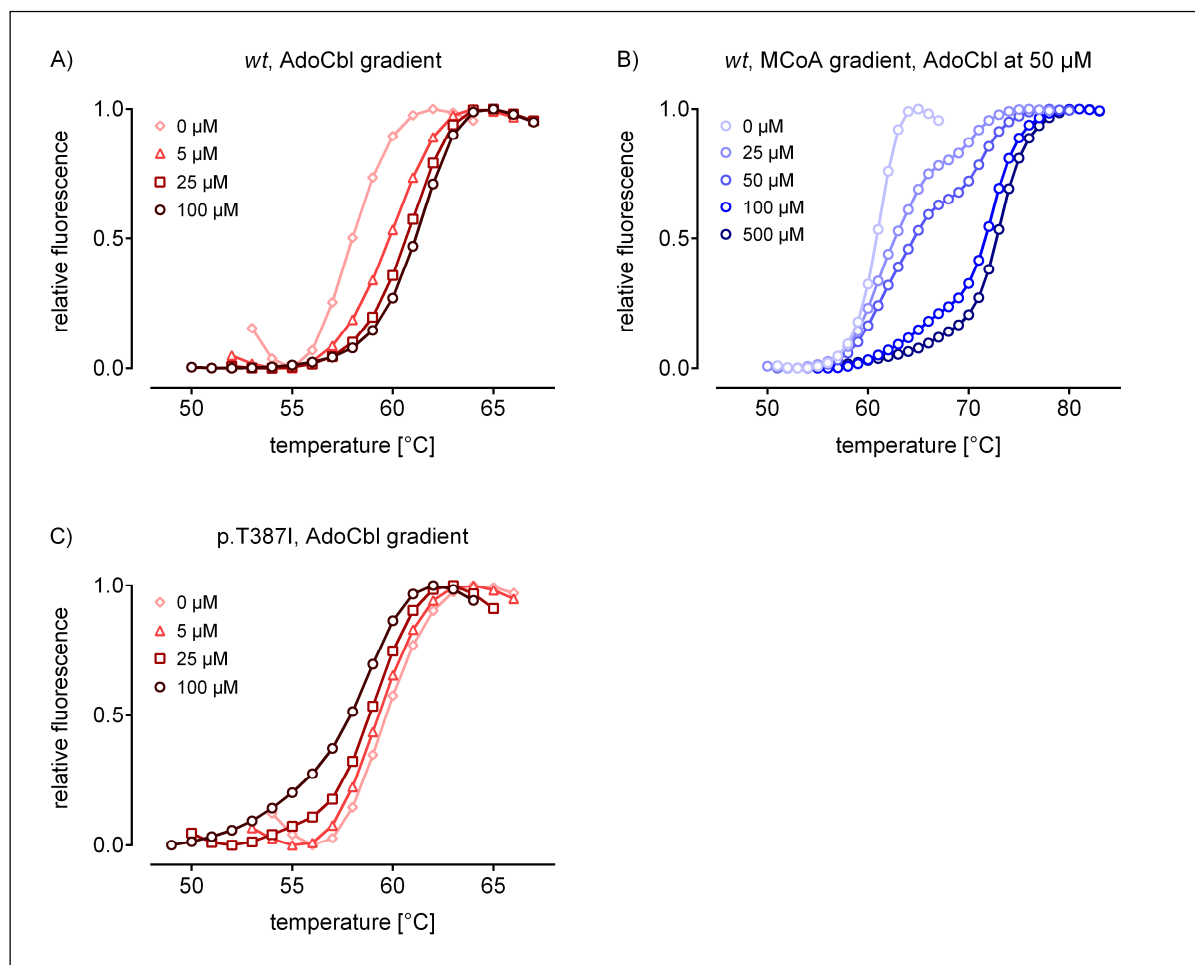 A)
wt, AdoCbl gradient
relative fluorescence
1.0
0.5
0.0
0 µM
5 µM
25 µM
100 µM
50 55 60 65
temperature [°C]
B)
wt, MCoA gradient, AdoCbl at 50 µM
relative fluorescence
1.0
0.5
0.0
0 µM
25 µM
50 µM
100 µM
500 µM
50 60 70 80
temperature [°C]
C)
p.T387I, AdoCbl gradient
relative fluorescence
1.0
0.5
0.0
0 µM
5 µM
25 µM
100 µM
50 55 60 65
temperature [°C]